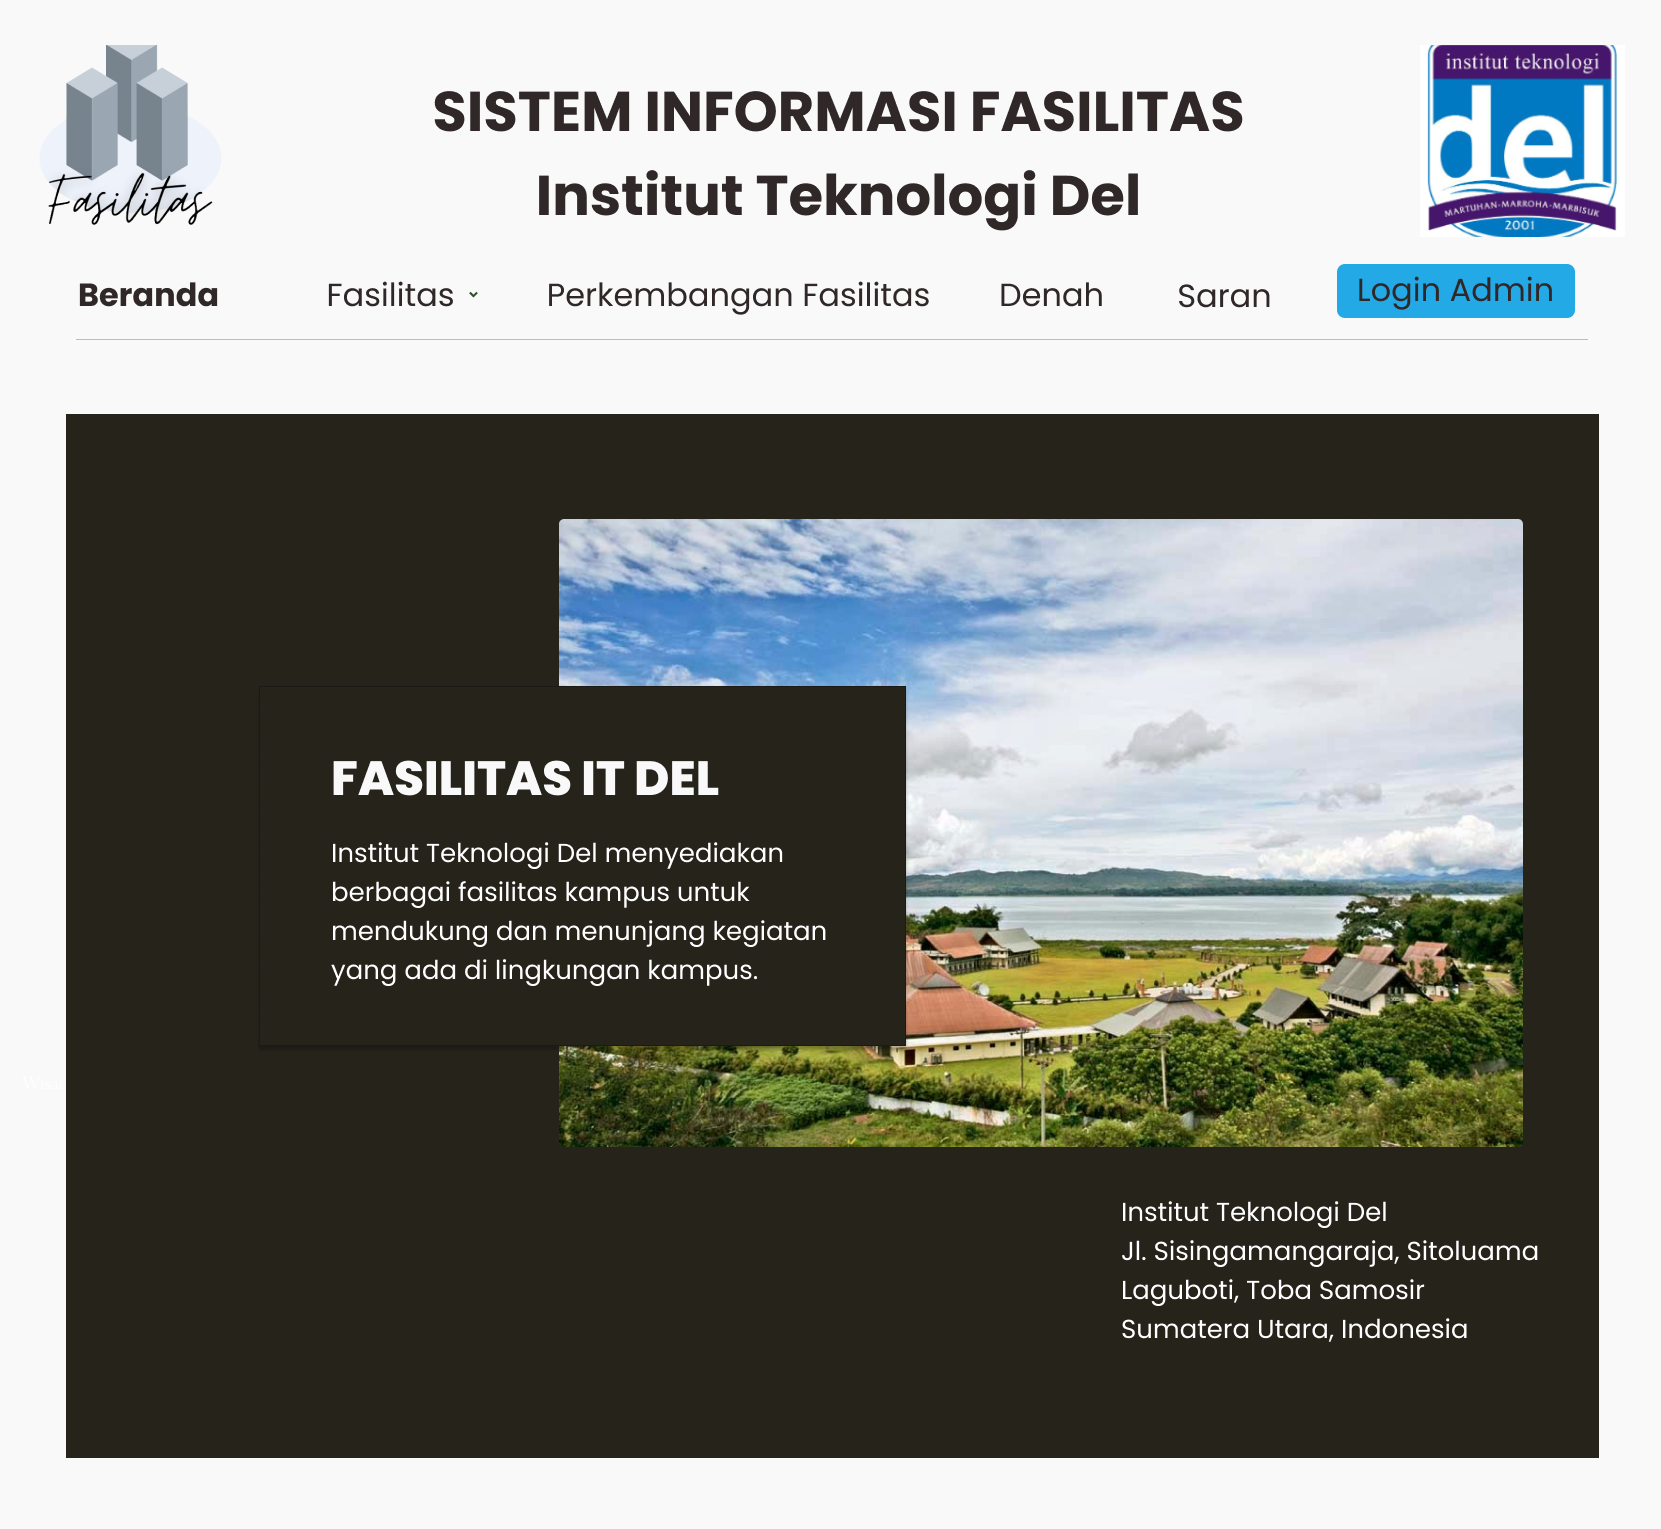 Fasilitas
SISTEM INFORMASI FASILITAS
Institut Teknologi Del
institut teknologi
del
MARTUHAN-MARROHA-MARBISUK
2001
Beranda
Fasilitas
Perkembangan Fasilitas
Denah
Saran
Login Admin
FASILITAS IT DEL
Institut Teknologi Del menyediakan
berbagai fasilitas kampus untuk
mendukung dan menunjang kegiatan
yang ada di lingkungan kampus.
Institut Teknologi Del
Jl. Sisingamangaraja, Sitoluama
Laguboti, Toba Samosir
Sumatera Utara, Indonesia